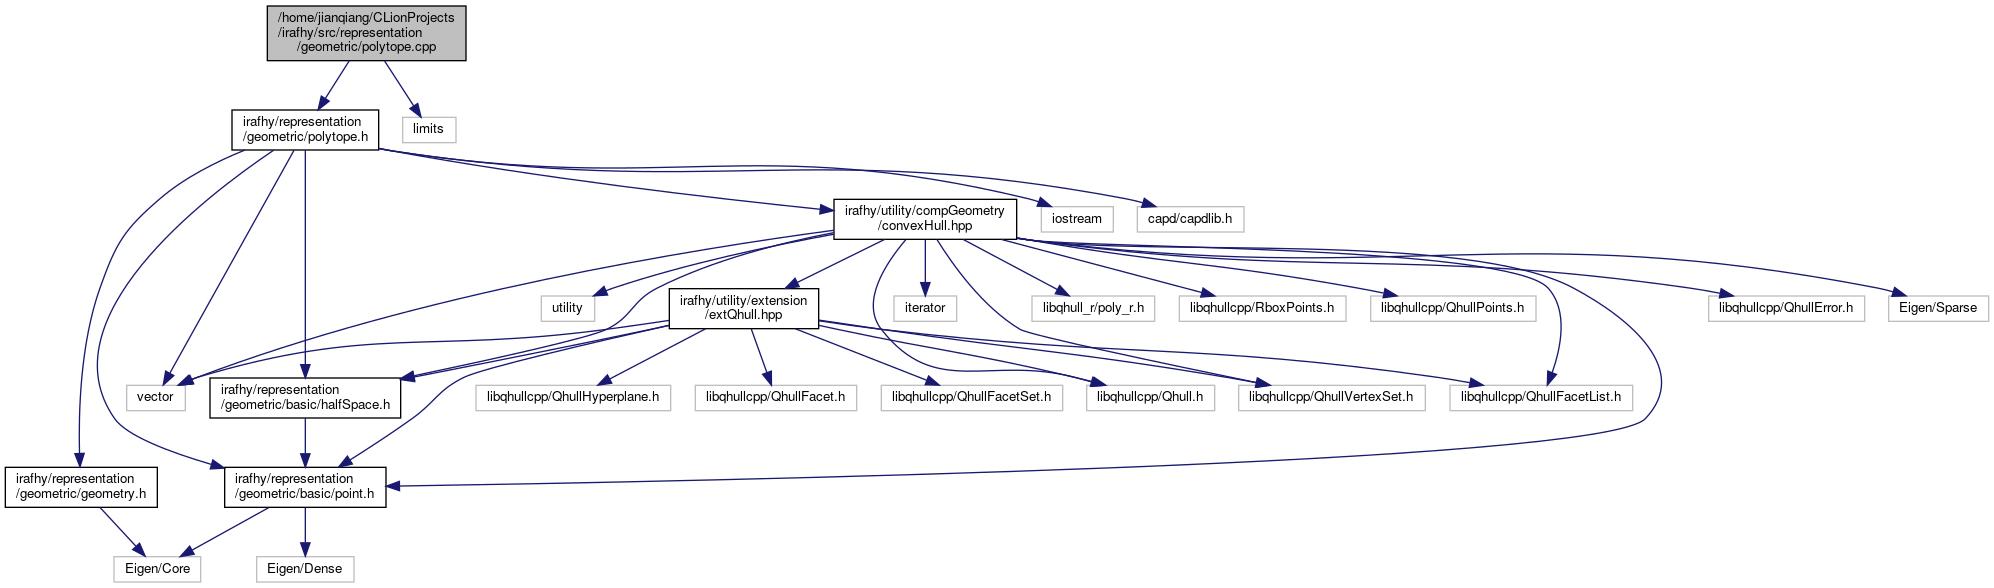 /home/jianqiang/CLionProjects
/irafhy/src/representation
/geometric/polytope.cpp
irafhy/representation
/geometric/polytope.h
limits
irafhy/utility/compGeometry
/convexHull.hpp
iostream
capd/capdlib.h
utility
irafhy/utility/extension
/extQhull.hpp
iterator
libqhull_r/poly_r.h
libqhullcpp/RboxPoints.h
libqhullcpp/QhullPoints.h
libqhullcpp/QhullError.h
Eigen/Sparse
vector
irafhy/representation
/geometric/basic/halfSpace.h
libqhullcpp/QhullHyperplane.h
libqhullcpp/QhullFacet.h
libqhullcpp/QhullFacetSet.h
libqhullcpp/Qhull.h
libqhullcpp/QhullVertexSet.h
libqhullcpp/QhullFacetList.h
irafhy/representation
/geometric/geometry.h
irafhy/representation
/geometric/basic/point.h
Eigen/Core
Eigen/Dense